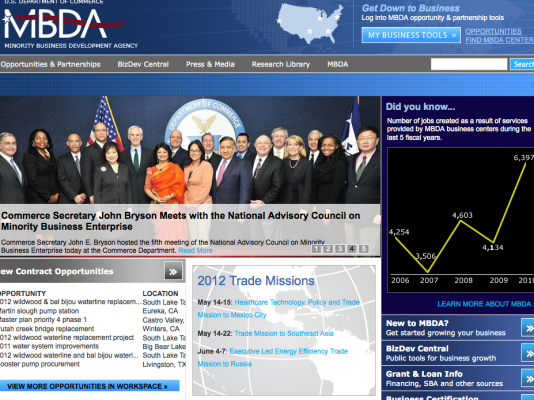 U.S. DEPARTMENT OF COMMERCE
MBDA
MINORITY BUSINESS DEVELOPMENT AGENCY
Get Down to Business
Log into MBDA opportunity & partnership tools
MY BUSINESS TOOLS >
OPPORTUNITIES
FIND MBDA CENTER
Opportunities & Partnerships
BizDev Central
Press & Media
Research Library
MBDA
Search
Commerce Secretary John Bryson Meets with the National Advisory Council on
Minority Business Enterprise
Commerce Secretary John E. Bryson hosted the fifth meeting of the National Advisory Council on Minority
Business Enterprise today at the Commerce Department. Read More
1 2 3 4 5
Did you know...
Number of jobs created as a result of services
provided by MBDA business centers during the
last 5 fiscal years.
6,397
4,603
4,254
4,134
3,506
2006 2007 2008 2009 2010
LEARN MORE ABOUT MBDA
ew Contract Opportunities »
OPPORTUNITY LOCATION
012 wildwood & bal bijou waterline replacem... South Lake Ta
Martin slough pump station Eureka, CA
Master plan priority 4 phase 1 Castro Valley,
utah creek bridge replacement Winters, CA
012 wildwood waterline replacement project South Lake Ta
011 water system improvements Big Bear Lake
012 wildwood waterline and bal bijou waterl... South Lake Ta
ooster pump procurement Livingston, TX
VIEW MORE OPPORTUNITIES IN WORKSPACE »
2012 Trade Missions
May 14-15: Healthcare Technology, Policy and Trade
Mission to Mexico City
May 14-22: Trade Mission to Southeast Asia
June 4-7: Executive Led Energy Efficiency Trade
Mission to Russia
New to MBDA?
Get started growing your business
»
BizDev Central
Public tools for business growth
»
Grant & Loan Info
Financing, SBA and other sources
»
Business Certification